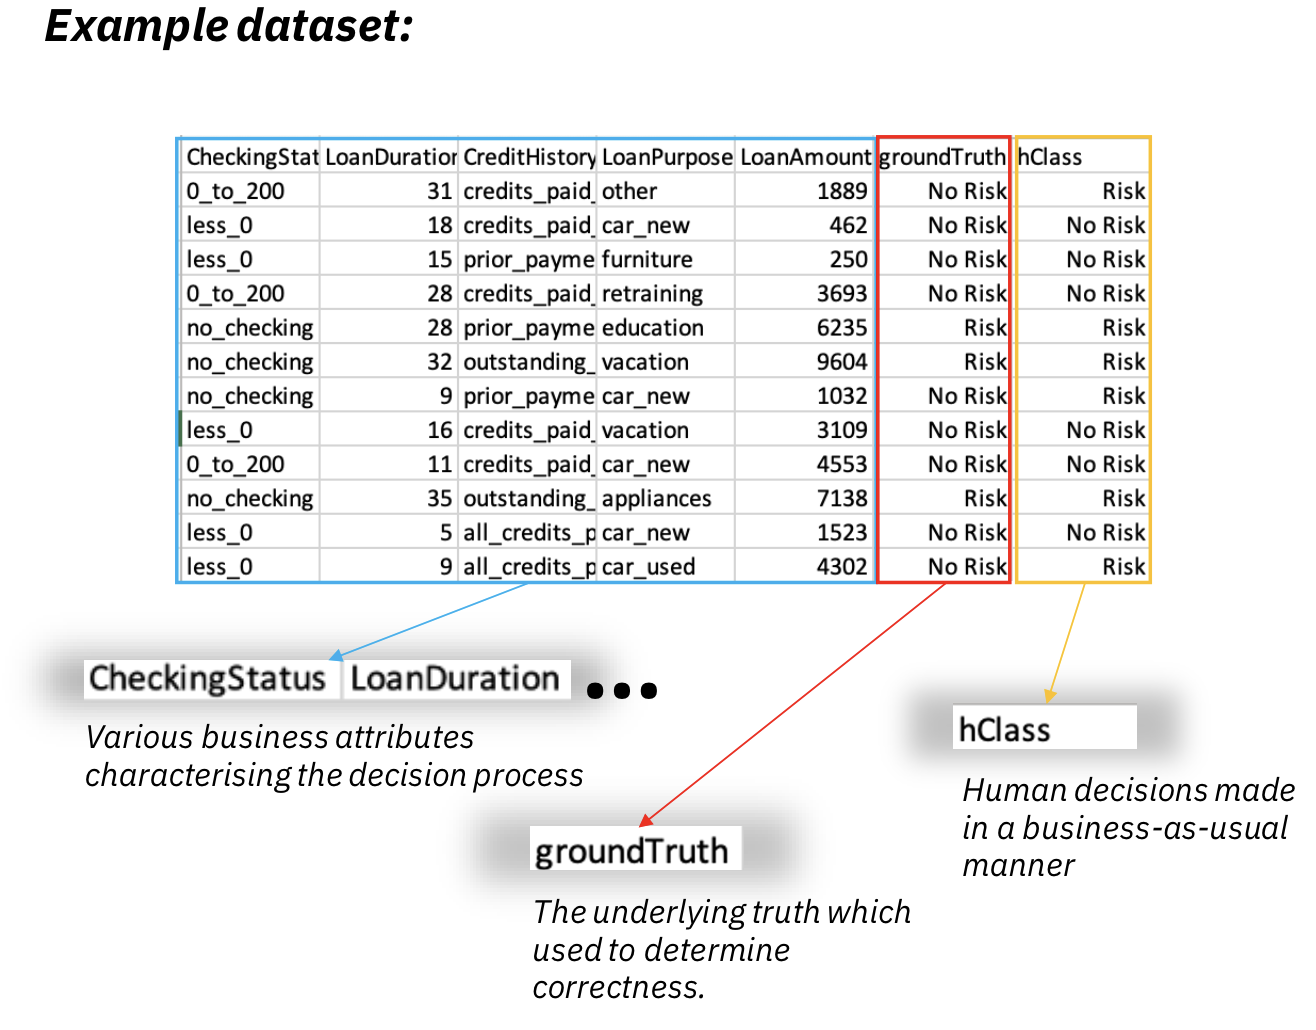 Example dataset:
CheckingStat LoanDuration CreditHistory LoanPurpose LoanAmount groundTruth hClass
0_to_200 31 credits_paid_ other 1889 No Risk Risk
less_0 18 credits_paid_ car_new 462 No Risk No Risk
less_0 15 prior_payme furniture 250 No Risk No Risk
0_to_200 28 credits_paid_ retraining 3693 No Risk No Risk
no_checking 28 prior_payme education 6235 Risk Risk
no_checking 32 outstanding_ vacation 9604 Risk Risk
no_checking 9 prior_payme car_new 1032 No Risk Risk
less_0 16 credits_paid_ vacation 3109 No Risk No Risk
0_to_200 11 credits_paid_ car_new 4553 No Risk No Risk
no_checking 35 outstanding_ appliances 7138 Risk Risk
less_0 5 all_credits_p car_new 1523 No Risk No Risk
less_0 9 all_credits_p car_used 4302 No Risk Risk
CheckingStatus LoanDuration ...
Various business attributes
characterising the decision process
hClass
Human decisions made
in a business-as-usual
manner
groundTruth
The underlying truth which
used to determine
correctness.